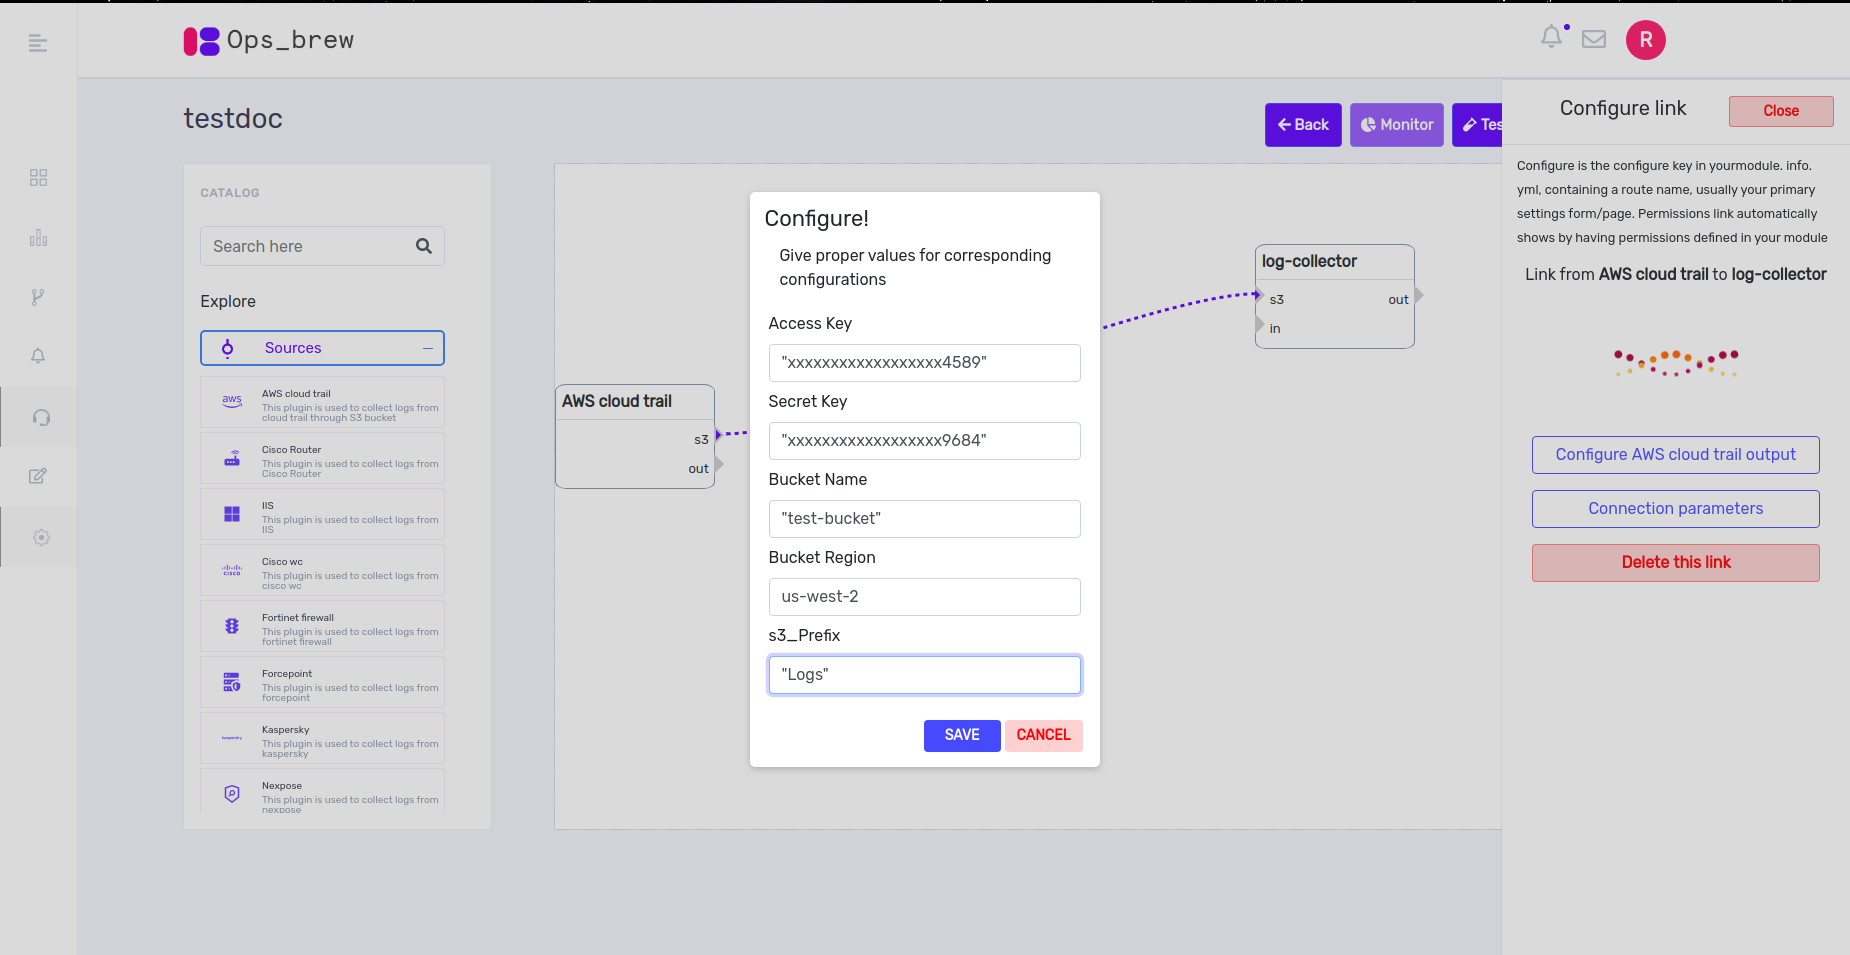 Ops_brew
R
testdoc
Back
Monitor
Tes
CATALOG
Search here
Explore
Sources
aws
AWS cloud trail
This plugin is used to collect logs from
cloud trail through S3 bucket
Cisco Router
This plugin is used to collect logs from
Cisco Router
IIS
This plugin is used to collect logs from
IIS
CISCO
Cisco wc
This plugin is used to collect logs from
cisco wc
Fortinet firewall
This plugin is used to collect logs from
fortinet firewall
Forcepoint
This plugin is used to collect logs from
forcepoint
kaspersky
Kaspersky
This plugin is used to collect logs from
kaspersky
Nexpose
This plugin is used to collect logs from
nexpose
AWS cloud trail
s3
out
Configure!
Give proper values for corresponding
configurations
Access Key
"xxxxxxxxxxxxxxxxxx4589"
Secret Key
"xxxxxxxxxxxxxxxxxx9684"
Bucket Name
"test-bucket"
Bucket Region
us-west-2
s3_Prefix
"Logs"
SAVE
CANCEL
log-collector
s3
out
in
Configure link
Close
Configure is the configure key in yourmodule. info.
yml, containing a route name, usually your primary
settings form/page. Permissions link automatically
shows by having permissions defined in your module
Link from AWS cloud trail to log-collector
Configure AWS cloud trail output
Connection parameters
Delete this link